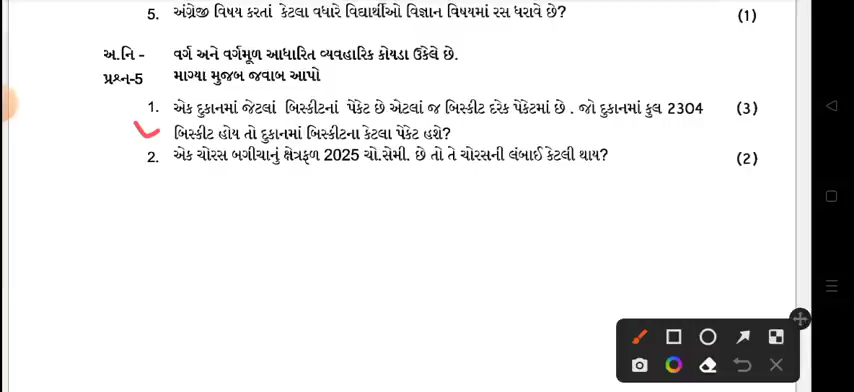 5. અંગ્રેજી વિષય કરતાં કેટલા વધારે વિદ્યાર્થીઓ વિજ્ઞાન વિષયમાં રસ ધરાવે છે? (1)
અ.નિ - વર્ગ અને વર્ગમૂળ આધારિત વ્યવહારિક કોયડા ઉકેલે છે.
પ્રશ્ન-5 માગ્યા મુજબ જવાબ આપો
1. એક દુકાનમાં જેટલાં બિસ્કીટનાં પેકેટ છે એટલાં જ બિસ્કીટ દરેક પેકેટમાં છે . જો દુકાનમાં કુલ 2304 (3)
બિસ્કીટ હોય તો દુકાનમાં બિસ્કીટના કેટલા પેકેટ હશે?
2. એક ચોરસ બગીચાનું ક્ષેત્રફળ 2025 ચો.સેમી. છે તો તે ચોરસની લંબાઈ કેટલી થાય? (2)